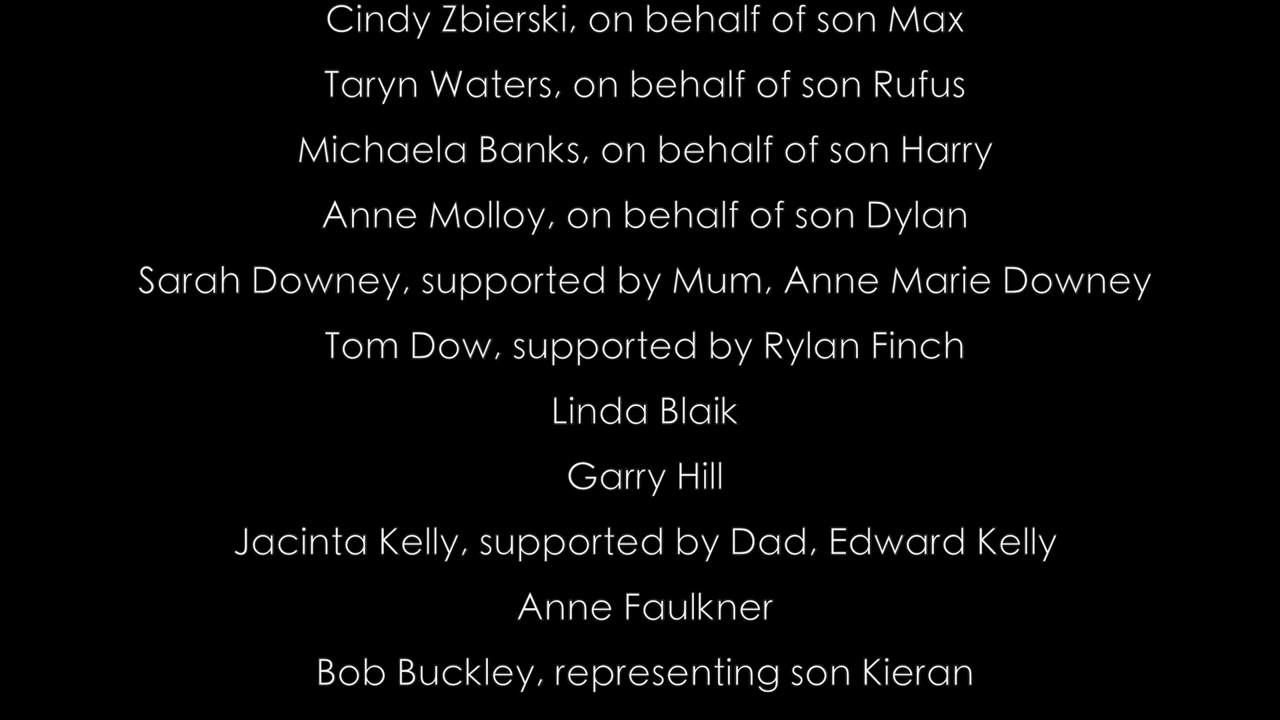 Cindy Zbierski, on behalf of son Max
Taryn Waters, on behalf of son Rufus
Michaela Banks, on behalf of son Harry
Anne Molloy, on behalf of son Dylan
Sarah Downey, supported by Mum, Anne Marie Downey
Tom Dow, supported by Rylan Finch
Linda Blaik
Garry Hill
Jacinta Kelly, supported by Dad, Edward Kelly
Anne Faulkner
Bob Buckley, representing son Kieran